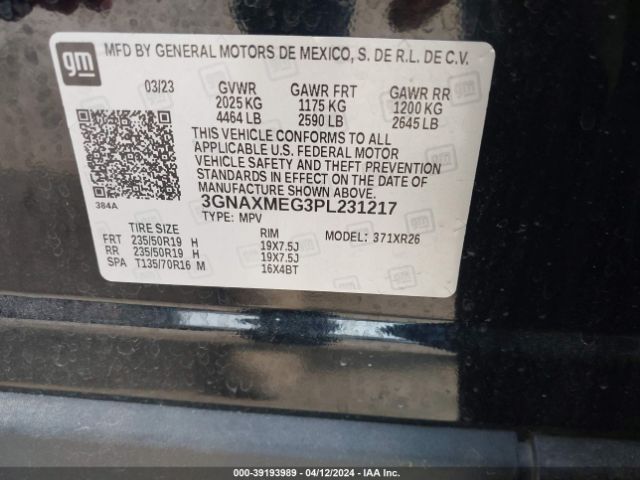 gm
MFD BY GENERAL MOTORS DE MEXICO, S. DE R.L. DE C.V.
03/23 GVWR GAWR FRT GAWR RR
2025 KG 1175 KG 1200 KG
4464 LB 2590 LB 2645 LB
THIS VEHICLE CONFORMS TO ALL
APPLICABLE U.S. FEDERAL MOTOR
VEHICLE SAFETY AND THEFT PREVENTION
STANDARDS IN EFFECT ON THE DATE OF
MANUFACTURE SHOWN ABOVE.
384A
3GNAXMEG3PL231217
TYPE: MPV
TIRE SIZE RIM MODEL: 371XR26
FRT 235/50R19 H 19X7.5J
RR 235/50R19 H 19X7.5J
SPA T135/70R16 M 16X4BT
000-39193989 - 04/12/2024 - IAA Inc.